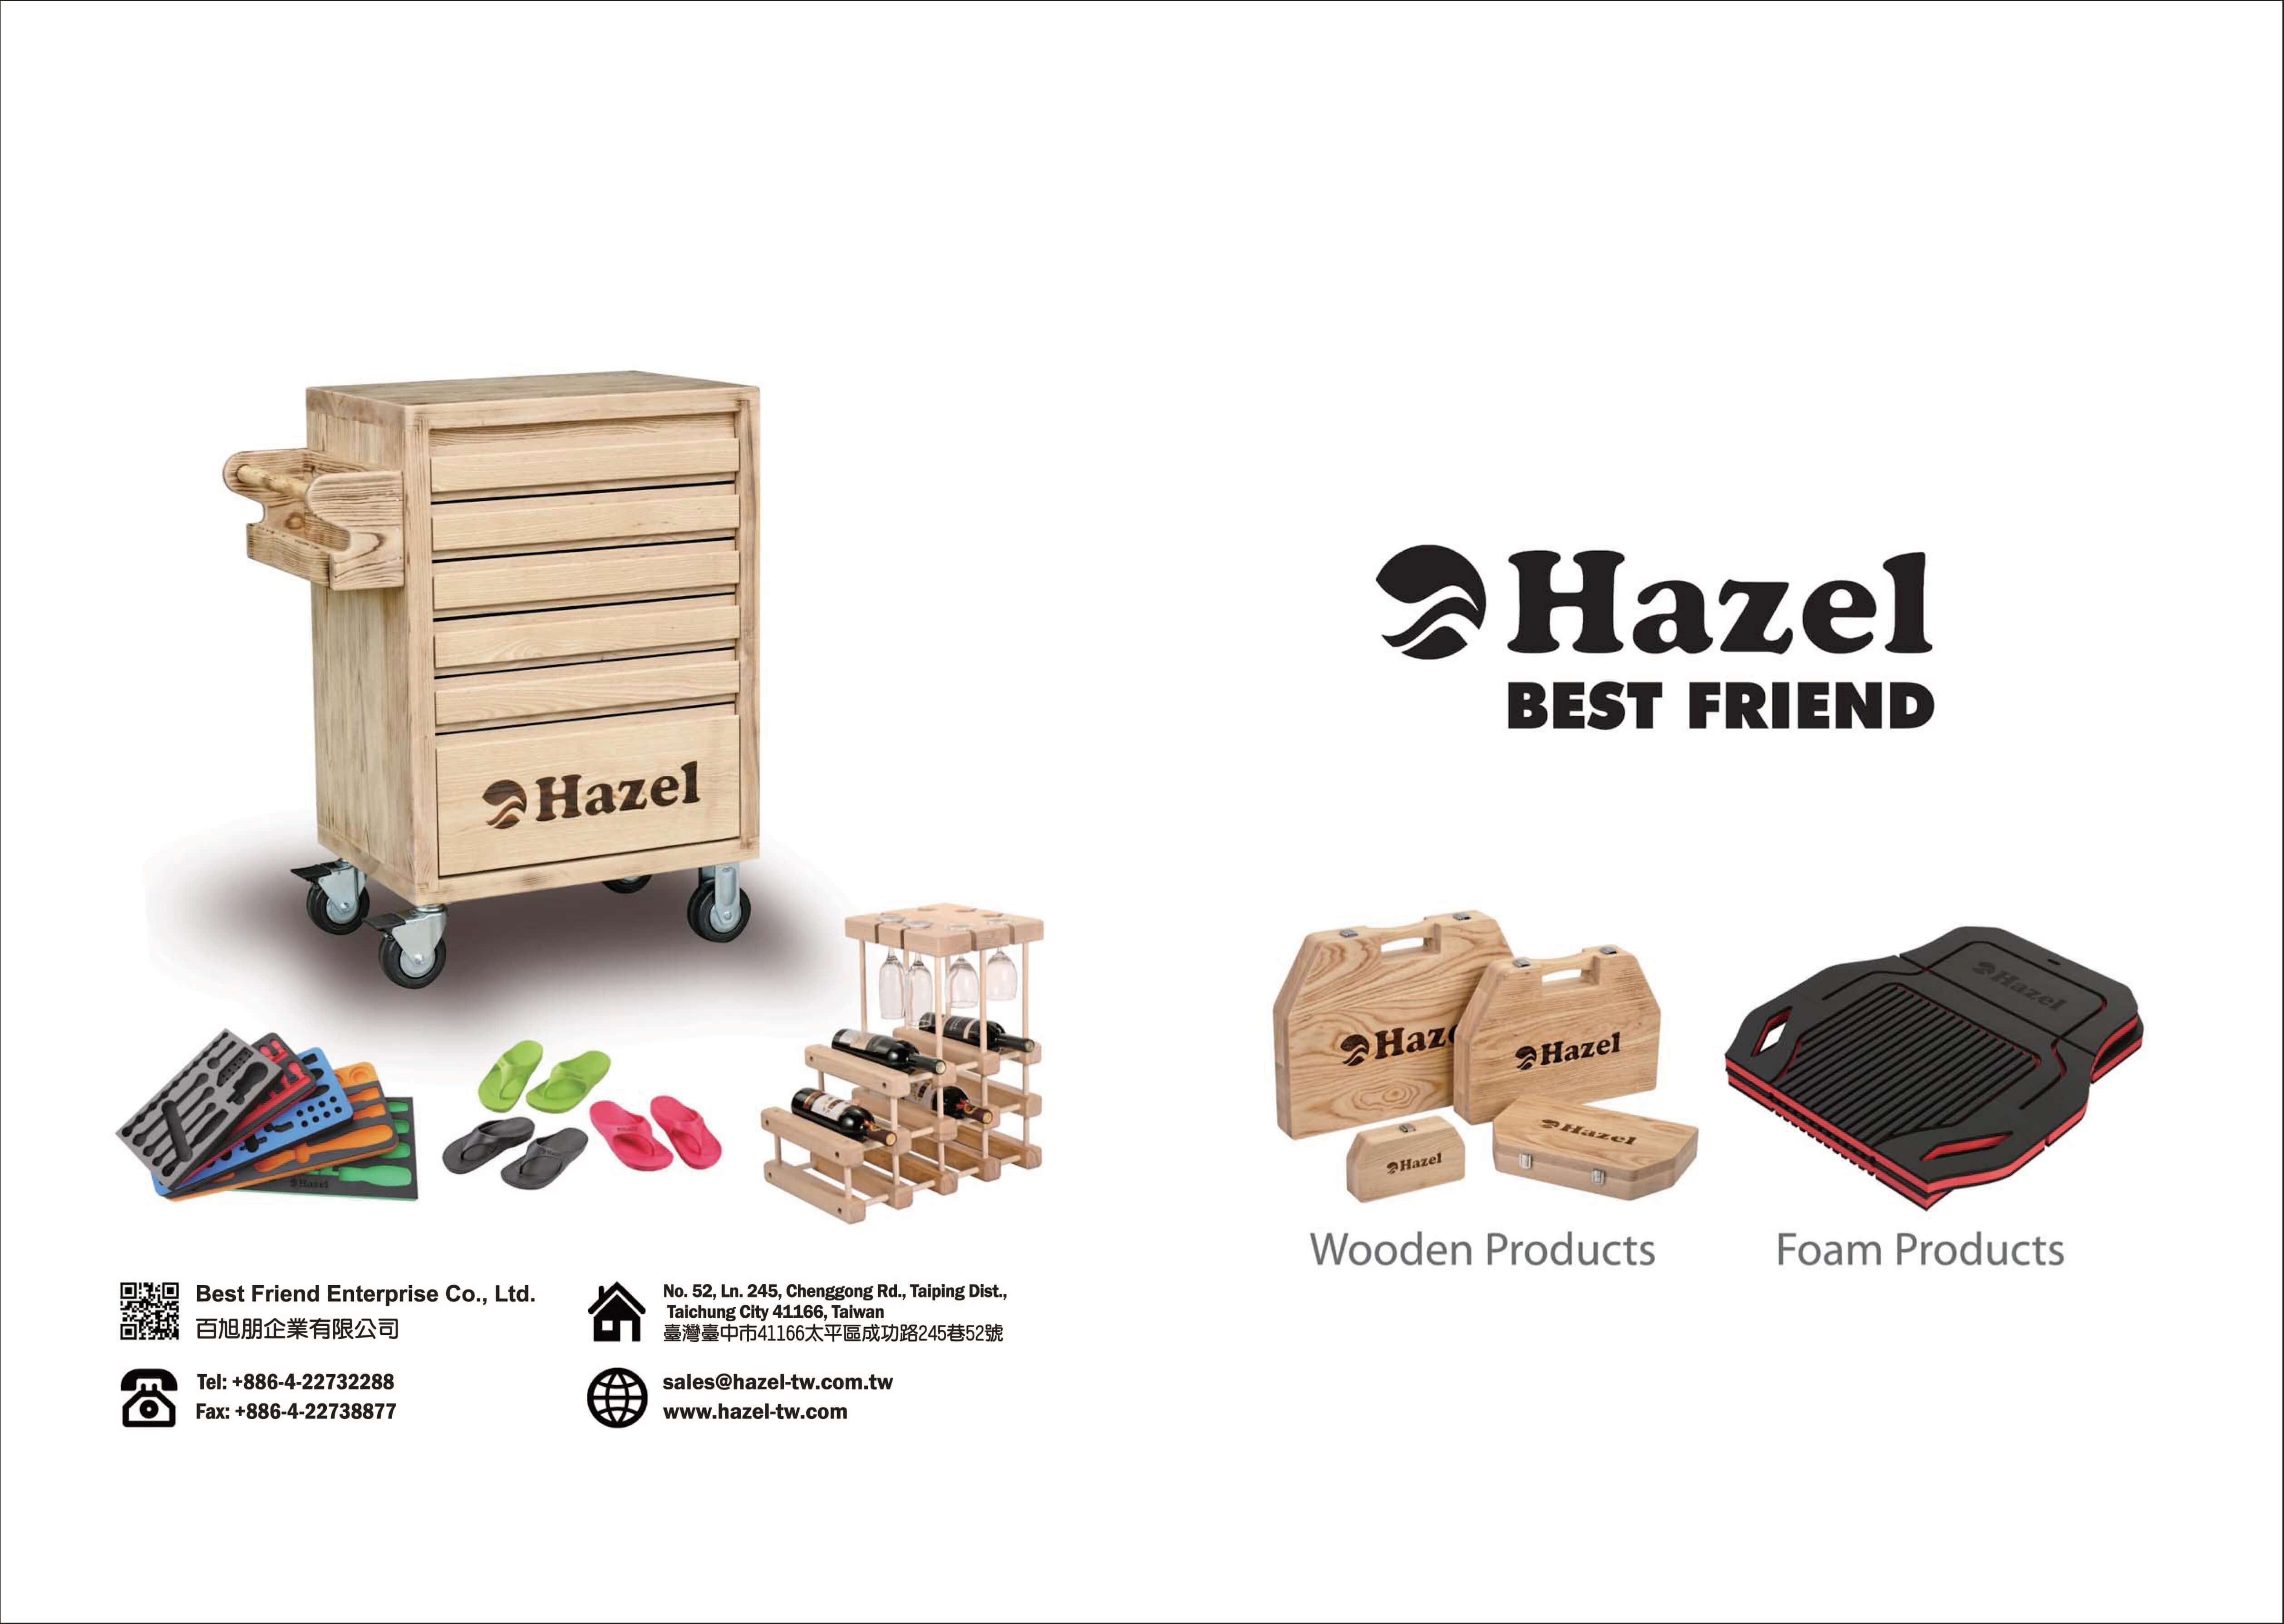 Hazel
Hazel
Best Friend Enterprise Co., Ltd.
百旭朋企業有限公司
Tel: +886-4-22732288
Fax: +886-4-22738877
No. 52, Ln. 245, Chenggong Rd., Taiping Dist.,
Taichung City 41166, Taiwan
臺灣臺中市41166太平區成功路245巷52號
sales@hazel-tw.com.tw
www.hazel-tw.com
Hazel
BEST FRIEND
Haze
Hazel
Hazel
Hazel
Hazel
Wooden Products
Foam Products